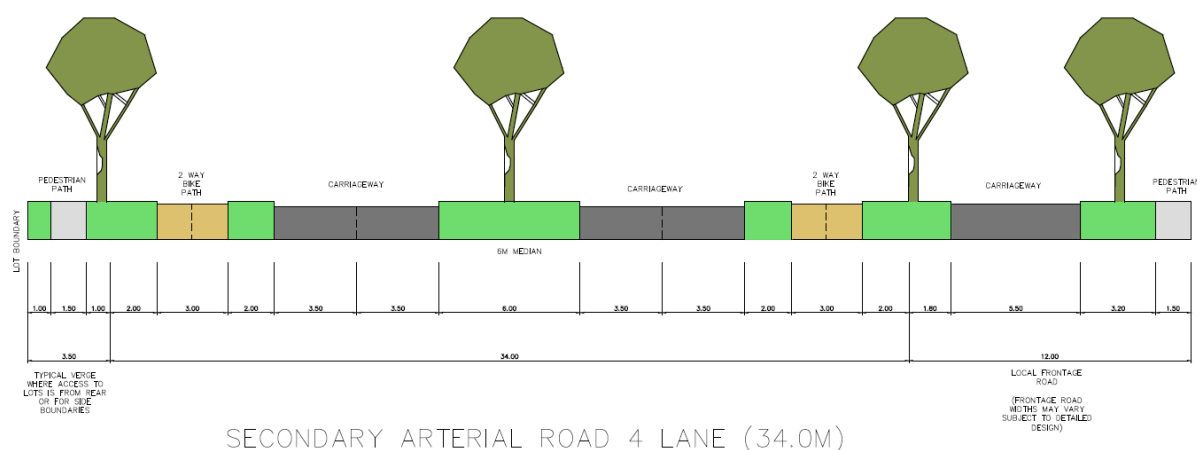 PEDESTRIAN
PATH
2 WAY
BIKE
PATH
CARRIAGEWAY
CARRIAGEWAY
2 WAY
BIKE
PATH
CARRIAGEWAY
PEDESTRIAN
PATH
LOT BOUNDARY
6M MEDIAN
1.00 1.50 1.00 2.00 3.00 2.00 3.50 3.50 6.00 3.50 3.50 2.00 3.00 2.00 1.80 5.50 3.20 1.50
3.50 34.00 12.00
TYPICAL VERGE
WHERE ACCESS TO
LOTS IS FROM REAR
OR FOR SIDE
BOUNDARIES
LOCAL FRONTAGE
ROAD
(FRONTAGE ROAD
WIDTHS MAY VARY
SUBJECT TO DETAILED
DESIGN)
SECONDARY ARTERIAL ROAD 4 LANE (34.0M)